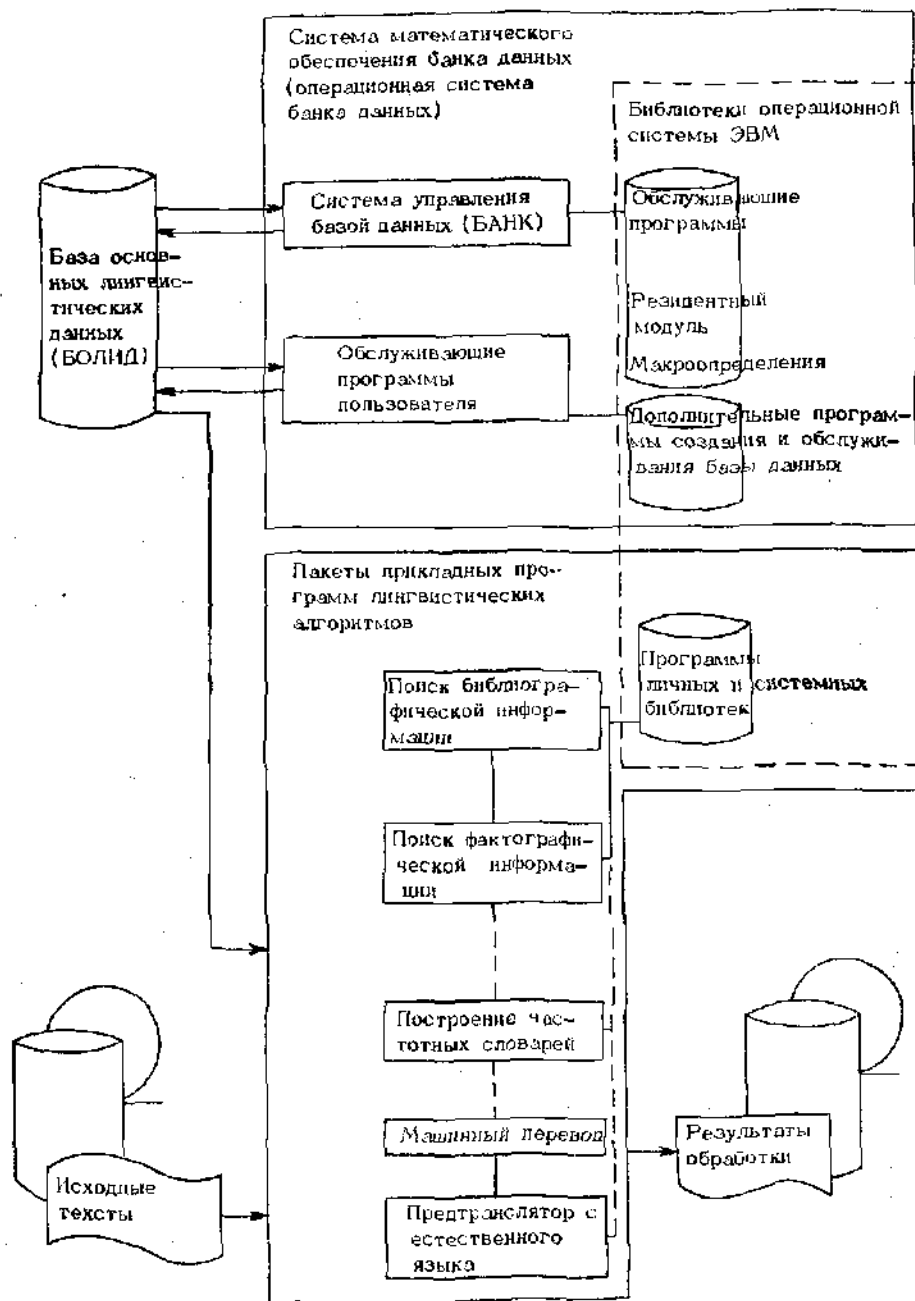 Система математического
обеспечения банка данных
(операционная система
банка данных)
Библиотеки операционной
системы ЭВМ
База основ-
ных лингвис-
тических
данных
(БОЛИД)
Система управления
базой данных (БАНК)
Обслуживающие
программы
Резидентный
модуль
Макроопределения
Обслуживающие
программы
пользователя
Дополнительные програм-
мы создания и обслужи-
вания базы данных
Пакеты прикладных про-
грамм лингвистических
алгоритмов
Программы
личных и системных
библиотек
Поиск библиогра-
фической инфор-
мации
Поиск фактографи-
ческой информа-
ции
Построение час-
тотных словарей
Машинный перевод
Предтранслятор с
естественного
языка
Исходные
тексты
Результаты
обработки